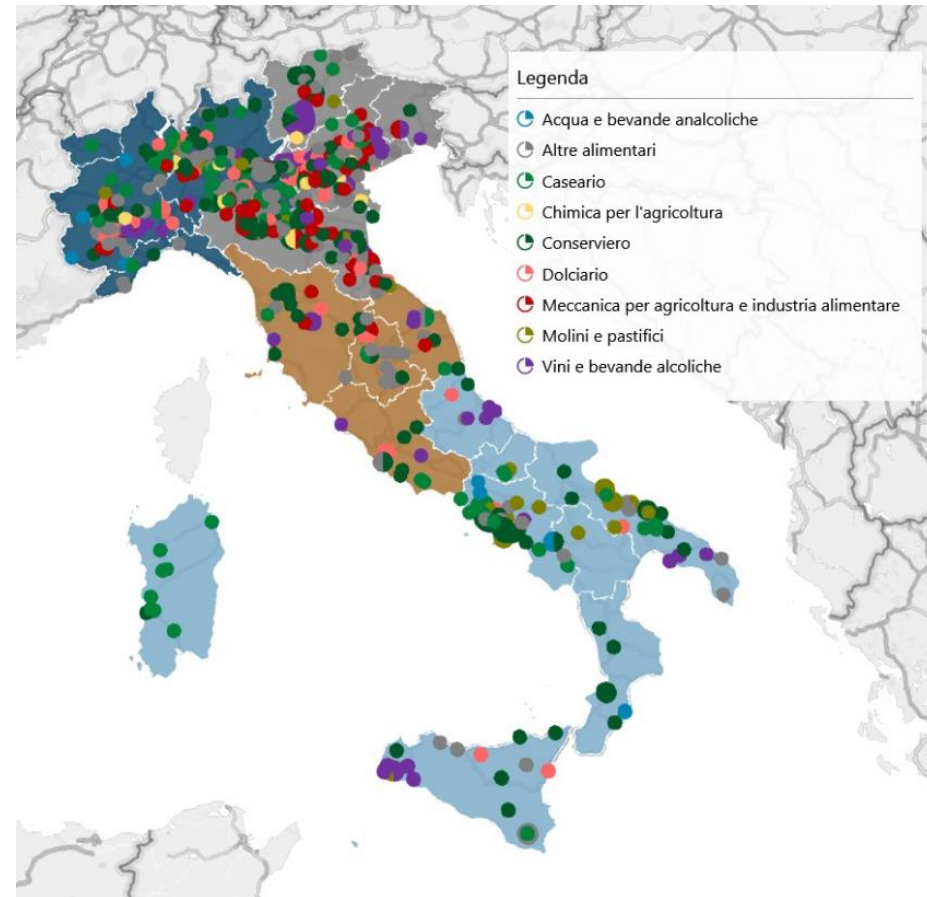 Legenda
Acqua e bevande analcoliche
Altre alimentari
Caseario
Chimica per l'agricoltura
Conserviero
Dolciario
Meccanica per agricoltura e industria alimentare
Molini e pastifici
Vini e bevande alcoliche